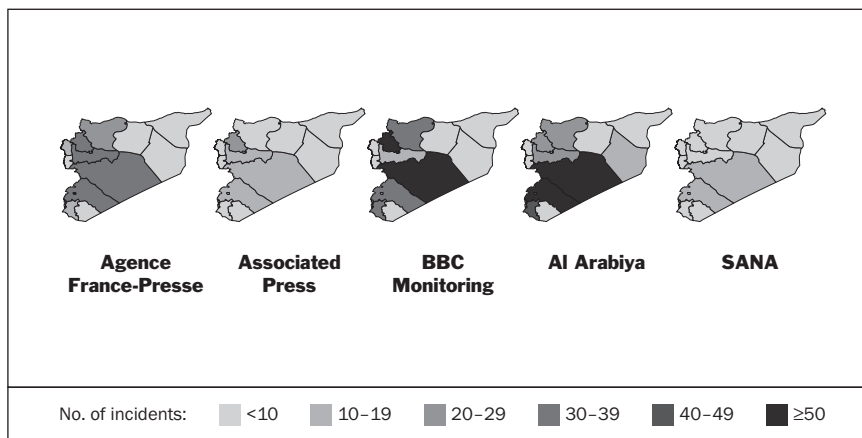 Agence
France-Presse
Associated
Press
BBC
Monitoring
Al Arabiya
SANA
No. of incidents: <10 10–19 20–29 30–39 40–49 ≥50